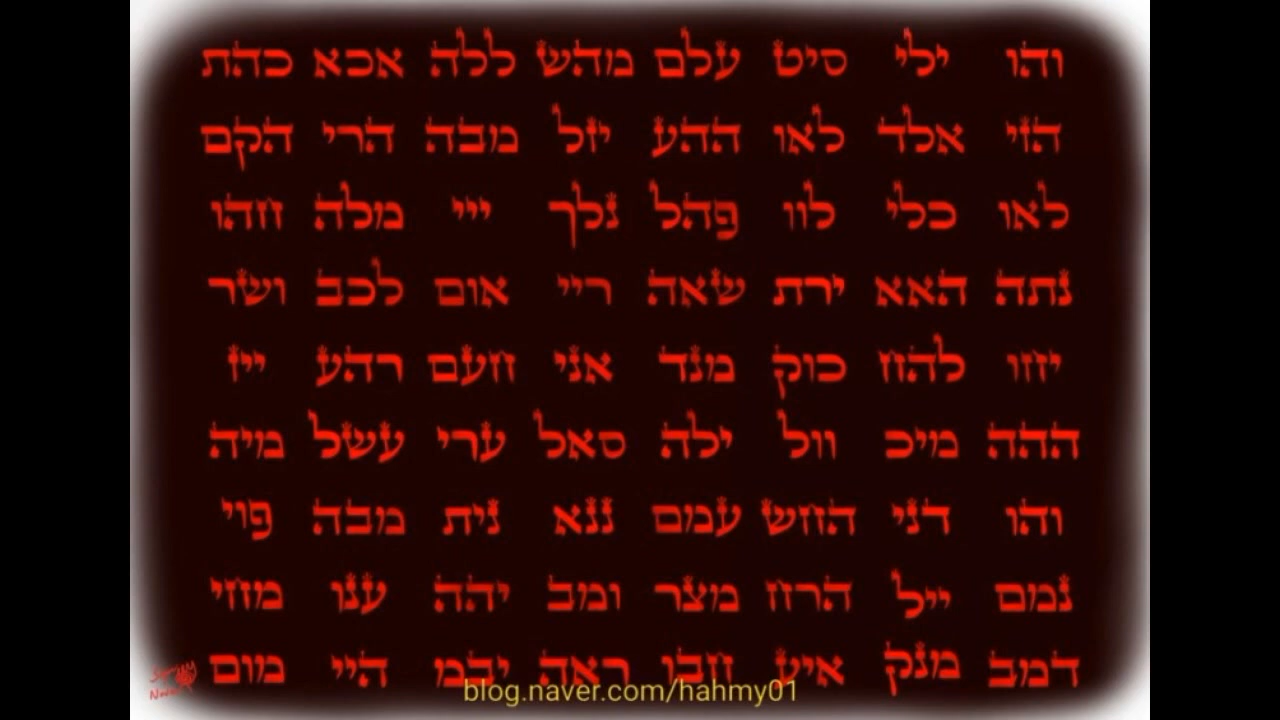 והו ילי סיט עלם מהש ללה אכא כהת
הזי אלד לאו ההע יזל מבה הרי הקם
לאו כלי לוו פהל נלך ייי מלה חהו
נתה האא ירת שאה ריי אום לכב ושר
יחו להח כוק מנד אני חעם רהע ייז
ההה מיכ וול ילה סאל ערי עשל מיה
והו דני החש עמם ננא נית מבה פוי
נמם ייל הרח מצר ומב יהה ענו מחי
דמב מנק איע חבו ראה יבמ היי מום
blog.naver.com/hahmy01